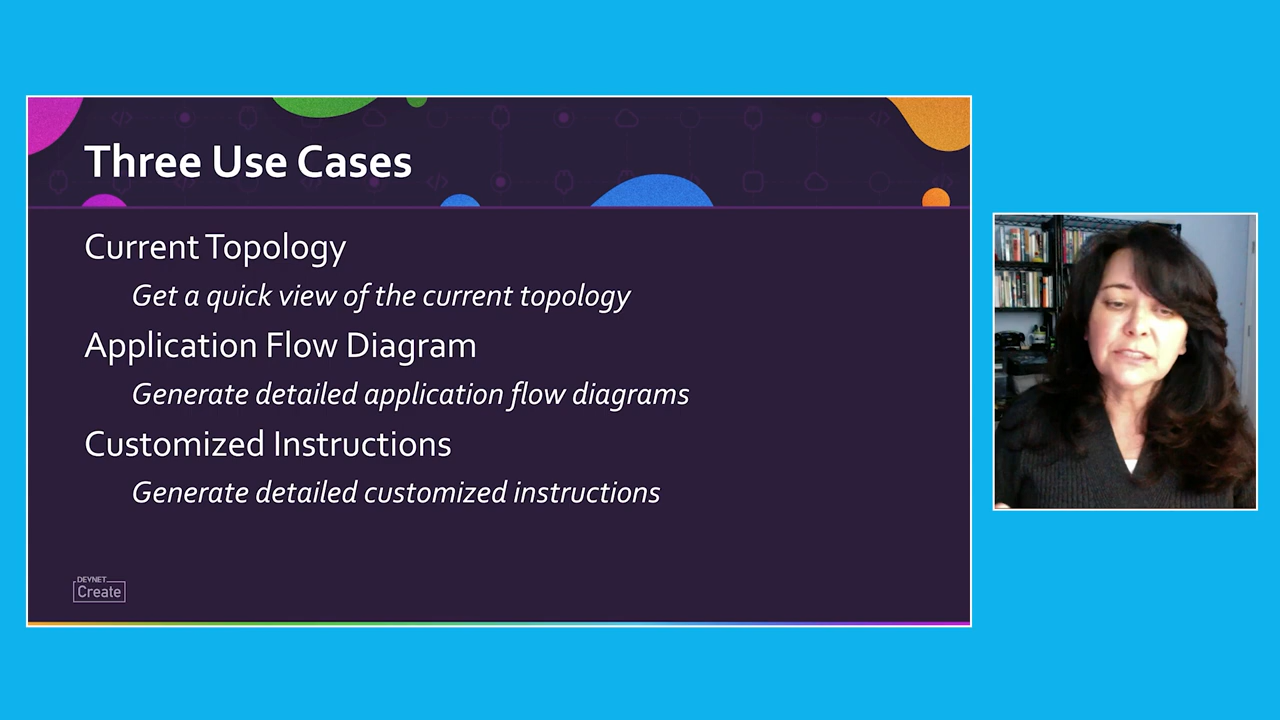 Three Use Cases
Current Topology
Get a quick view of the current topology
Application Flow Diagram
Generate detailed application flow diagrams
Customized Instructions
Generate detailed customized instructions
DEVNET
Create